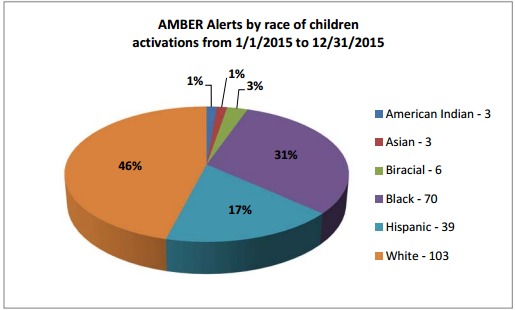 AMBER Alerts by race of children
activations from 1/1/2015 to 12/31/2015
1%
1%
3%
31%
17%
46%
American Indian - 3
Asian - 3
Biracial - 6
Black - 70
Hispanic - 39
White - 103